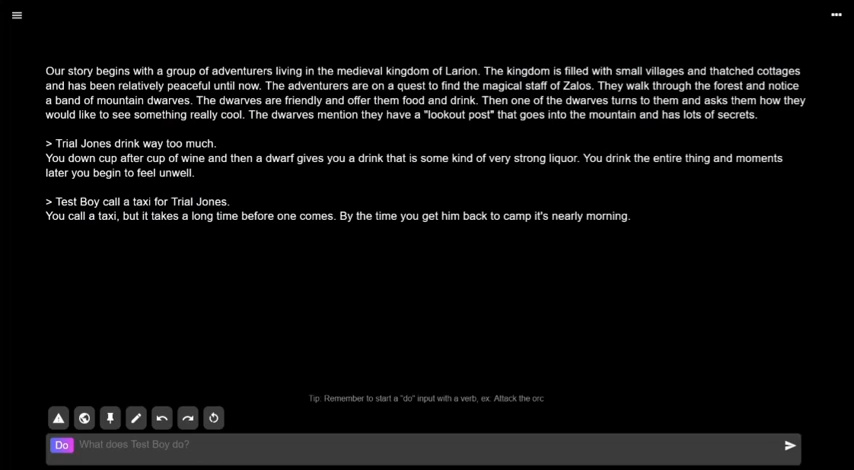 Our story begins with a group of adventurers living in the medieval kingdom of Larion. The kingdom is filled with small villages and thatched cottages
and has been relatively peaceful until now. The adventurers are on a quest to find the magical staff of Zalos. They walk through the forest and notice
a band of mountain dwarves. The dwarves are friendly and offer them food and drink. Then one of the dwarves turns to them and asks them how they
would like to see something really cool. The dwarves mention they have a "lookout post" that goes into the mountain and has lots of secrets.
> Trial Jones drink way too much.
You down cup after cup of wine and then a dwarf gives you a drink that is some kind of very strong liquor. You drink the entire thing and moments
later you begin to feel unwell.
> Test Boy call a taxi for Trial Jones.
You call a taxi, but it takes a long time before one comes. By the time you get him back to camp it's nearly morning.
Tip: Remember to start a "do" input with a verb, ex. Attack the orc
Do What does Test Boy do?